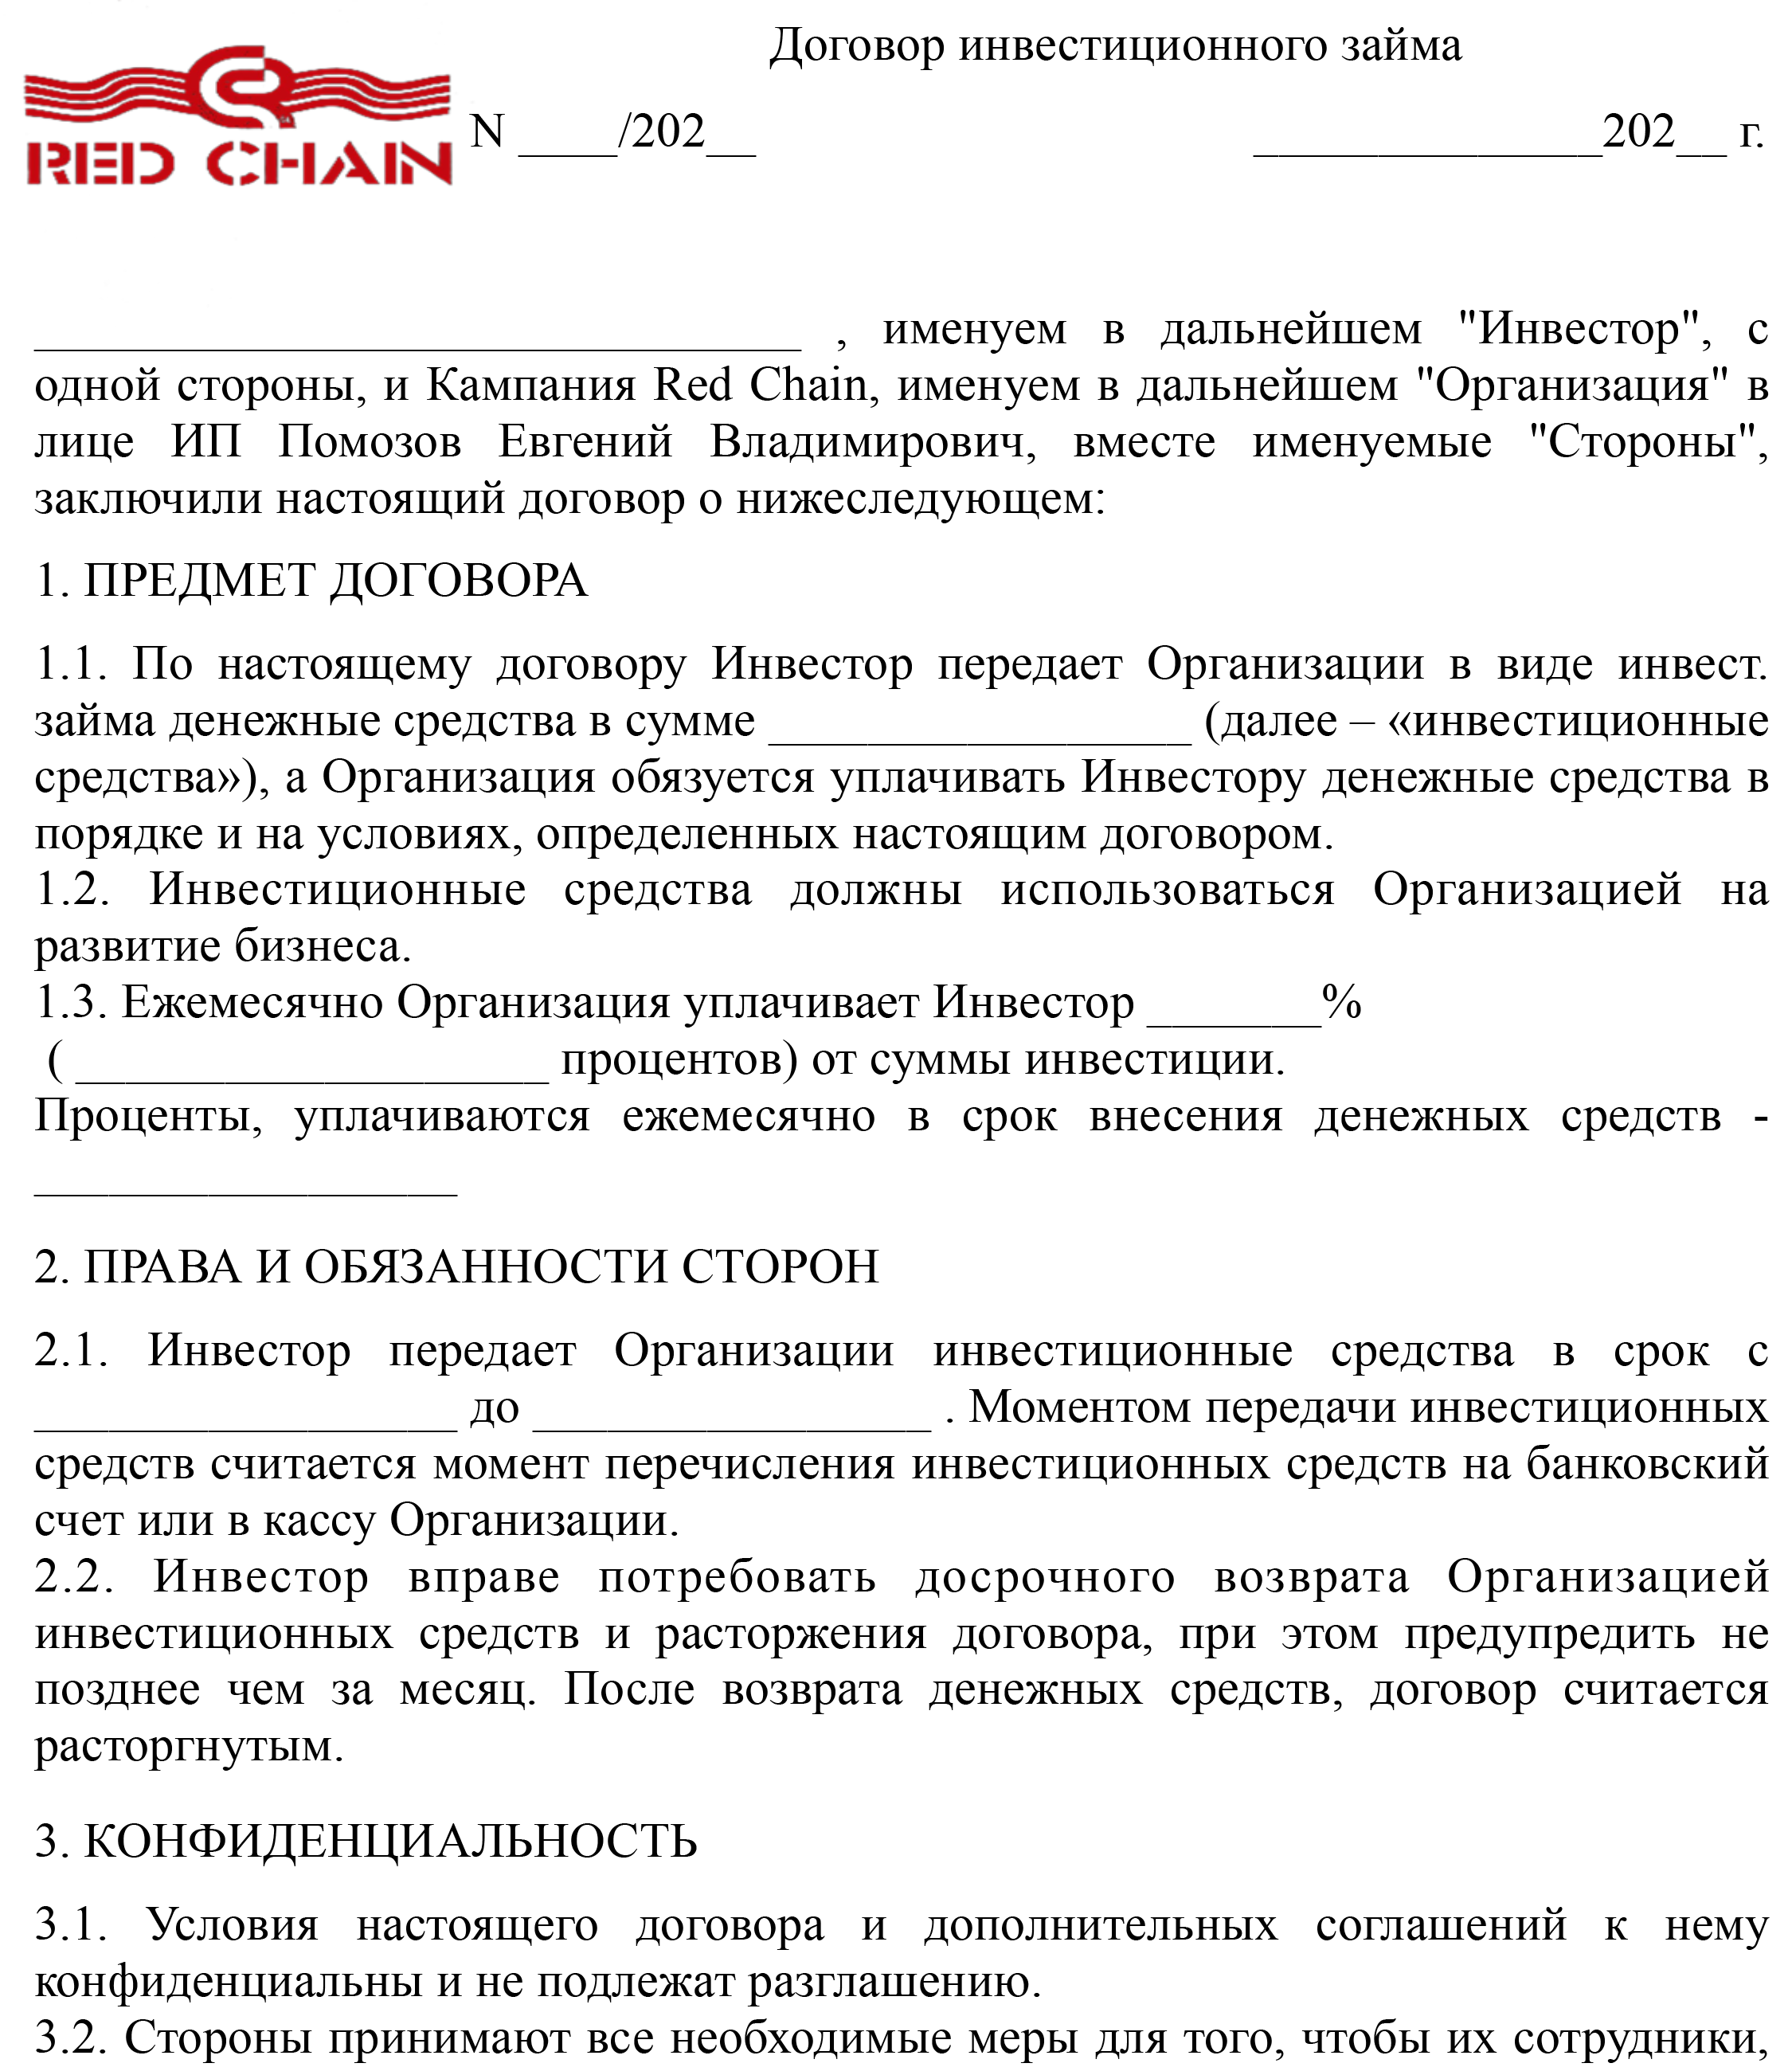 Договор инвестиционного займа
RED CHAIN
N ____/202__ ______________202__ г.
_______________________________ , именуем в дальнейшем "Инвестор", с
одной стороны, и Кампания Red Chain, именуем в дальнейшем "Организация" в
лице ИП Помозов Евгений Владимирович, вместе именуемые "Стороны",
заключили настоящий договор о нижеследующем:
1. ПРЕДМЕТ ДОГОВОРА
1.1. По настоящему договору Инвестор передает Организации в виде инвест.
займа денежные средства в сумме _________________ (далее – «инвестиционные
средства»), а Организация обязуется уплачивать Инвестору денежные средства в
порядке и на условиях, определенных настоящим договором.
1.2. Инвестиционные средства должны использоваться Организацией на
развитие бизнеса.
1.3. Ежемесячно Организация уплачивает Инвестор _______%
( ___________________ процентов) от суммы инвестиции.
Проценты, уплачиваются ежемесячно в срок внесения денежных средств -
_________________
2. ПРАВА И ОБЯЗАННОСТИ СТОРОН
2.1. Инвестор передает Организации инвестиционные средства в срок с
_________________ до ________________ . Моментом передачи инвестиционных
средств считается момент перечисления инвестиционных средств на банковский
счет или в кассу Организации.
2.2. Инвестор вправе потребовать досрочного возврата Организацией
инвестиционных средств и расторжения договора, при этом предупредить не
позднее чем за месяц. После возврата денежных средств, договор считается
расторгнутым.
3. КОНФИДЕНЦИАЛЬНОСТЬ
3.1. Условия настоящего договора и дополнительных соглашений к нему
конфиденциальны и не подлежат разглашению.
3.2. Стороны принимают все необходимые меры для того, чтобы их сотрудники,